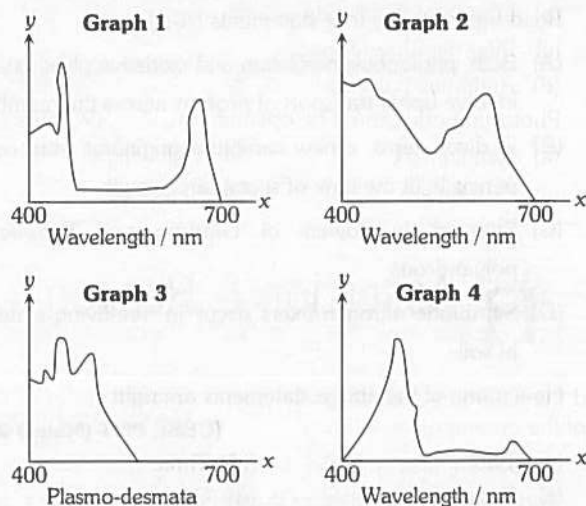 Graph 1
y
400
700
x
Wavelength / nm
Graph 2
y
400
700
x
Wavelength / nm
Graph 3
y
400
700
x
Plasmo-desmata
Graph 4
y
400
700
x
Wavelength / nm